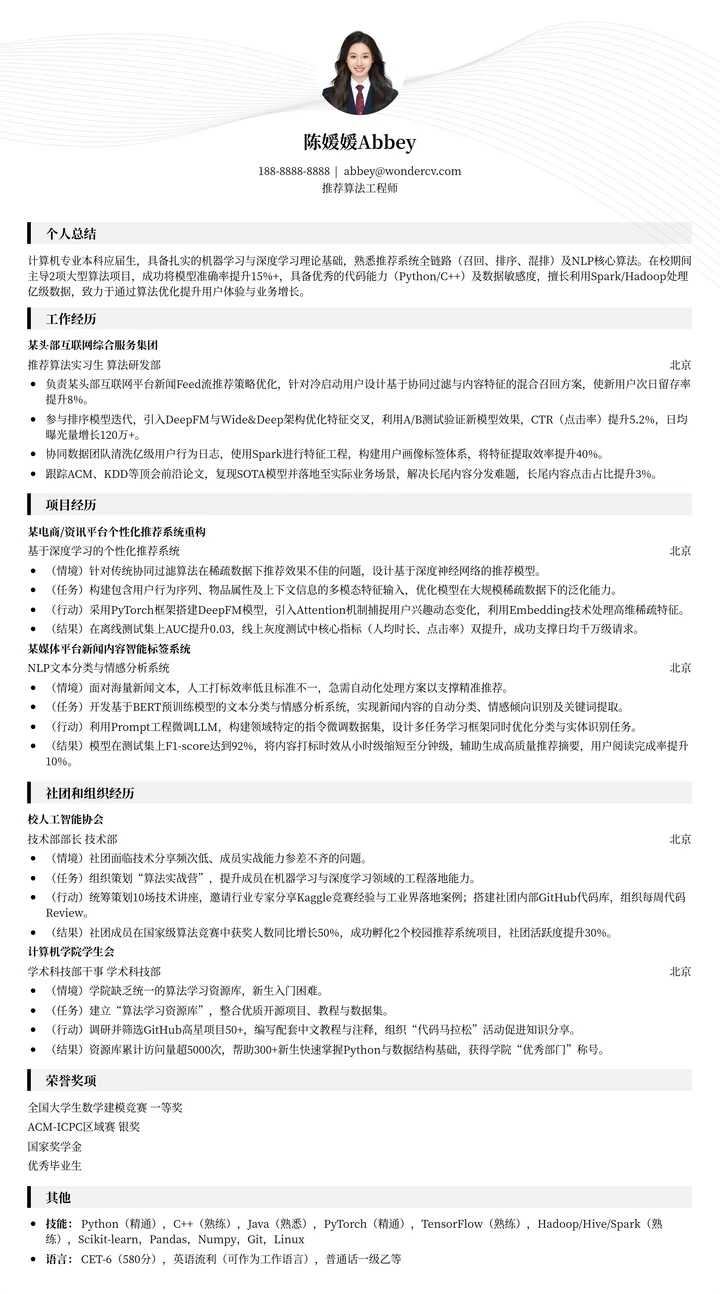 陈媛媛Abbey
188-8888-8888 | abbey@wondercv.com
推荐算法工程师
个人总结
计算机专业本科应届生，具备扎实的机器学习与深度学习理论基础，熟悉推荐系统全链路（召回、排序、混排）及NLP核心算法。在校期间
主导2项大型算法项目，成功将模型准确率提升15%+，具备优秀的代码能力（Python/C++）及数据敏感度，擅长利用Spark/Hadoop处理
亿级数据，致力于通过算法优化提升用户体验与业务增长。
工作经历
某头部互联网综合服务集团
推荐算法实习生 算法研发部 北京
● 负责某头部互联网平台新闻Feed流推荐策略优化，针对冷启动用户设计基于协同过滤与内容特征的混合召回方案，使新用户次日留存率
提升8%。
● 参与排序模型迭代，引入DeepFM与Wide&Deep架构优化特征交叉，利用A/B测试验证新模型效果，CTR（点击率）提升5.2%，日均
曝光量增长120万+。
● 协同数据团队清洗亿级用户行为日志，使用Spark进行特征工程，构建用户画像标签体系，将特征提取效率提升40%。
● 跟踪ACM、KDD等顶会前沿论文，复现SOTA模型并落地至实际业务场景，解决长尾内容分发难题，长尾内容点击占比提升3%。
项目经历
某电商/资讯平台个性化推荐系统重构
基于深度学习的个性化推荐系统 北京
● （情境）针对传统协同过滤算法在稀疏数据下推荐效果不佳的问题，设计基于深度神经网络的推荐模型。
● （任务）构建包含用户行为序列、物品属性及上下文信息的多模态特征输入，优化模型在大规模稀疏数据下的泛化能力。
● （行动）采用PyTorch框架搭建DeepFM模型，引入Attention机制捕捉用户兴趣动态变化，利用Embedding技术处理高维稀疏特征。
● （结果）在离线测试集上AUC提升0.03，线上灰度测试中核心指标（人均时长、点击率）双提升，成功支撑日均千万级请求。
某媒体平台新闻内容智能标签系统
NLP文本分类与情感分析系统 北京
● （情境）面对海量新闻文本，人工打标效率低且标准不一，急需自动化处理方案以支撑精准推荐。
● （任务）开发基于BERT预训练模型的文本分类与情感分析系统，实现新闻内容的自动分类、情感倾向识别及关键词提取。
● （行动）利用Prompt工程微调LLM，构建领域特定的指令微调数据集，设计多任务学习框架同时优化分类与实体识别任务。
● （结果）模型在测试集上F1-score达到92%，将内容打标时效从小时级缩短至分钟级，辅助生成高质量推荐摘要，用户阅读完成率提升
10%。
社团和组织经历
校人工智能协会
技术部部长 技术部 北京
● （情境）社团面临技术分享频次低、成员实战能力参差不齐的问题。
● （任务）组织策划“算法实战营”，提升成员在机器学习与深度学习领域的工程落地能力。
● （行动）统筹策划10场技术讲座，邀请行业专家分享Kaggle竞赛经验与工业界落地案例；搭建社团内部GitHub代码库，组织每周代码
Review。
● （结果）社团成员在国家级算法竞赛中获奖人数同比增长50%，成功孵化2个校园推荐系统项目，社团活跃度提升30%。
计算机学院学生会
学术科技部干事 学术科技部 北京
● （情境）学院缺乏统一的算法学习资源库，新生入门困难。
● （任务）建立“算法学习资源库”，整合优质开源项目、教程与数据集。
● （行动）调研并筛选GitHub高星项目50+，编写配套中文教程与注释，组织“代码马拉松”活动促进知识分享。
● （结果）资源库累计访问量超5000次，帮助300+新生快速掌握Python与数据结构基础，获得学院“优秀部门”称号。
荣誉奖项
全国大学生数学建模竞赛 一等奖
ACM-ICPC区域赛 银奖
国家奖学金
优秀毕业生
其他
● 技能： Python（精通）, C++（熟练）, Java（熟悉）, PyTorch（精通）, TensorFlow（熟练）, Hadoop/Hive/Spark（熟
练）, Scikit-learn, Pandas, Numpy, Git, Linux
● 语言： CET-6（580分）, 英语流利（可作为工作语言）, 普通话一级乙等